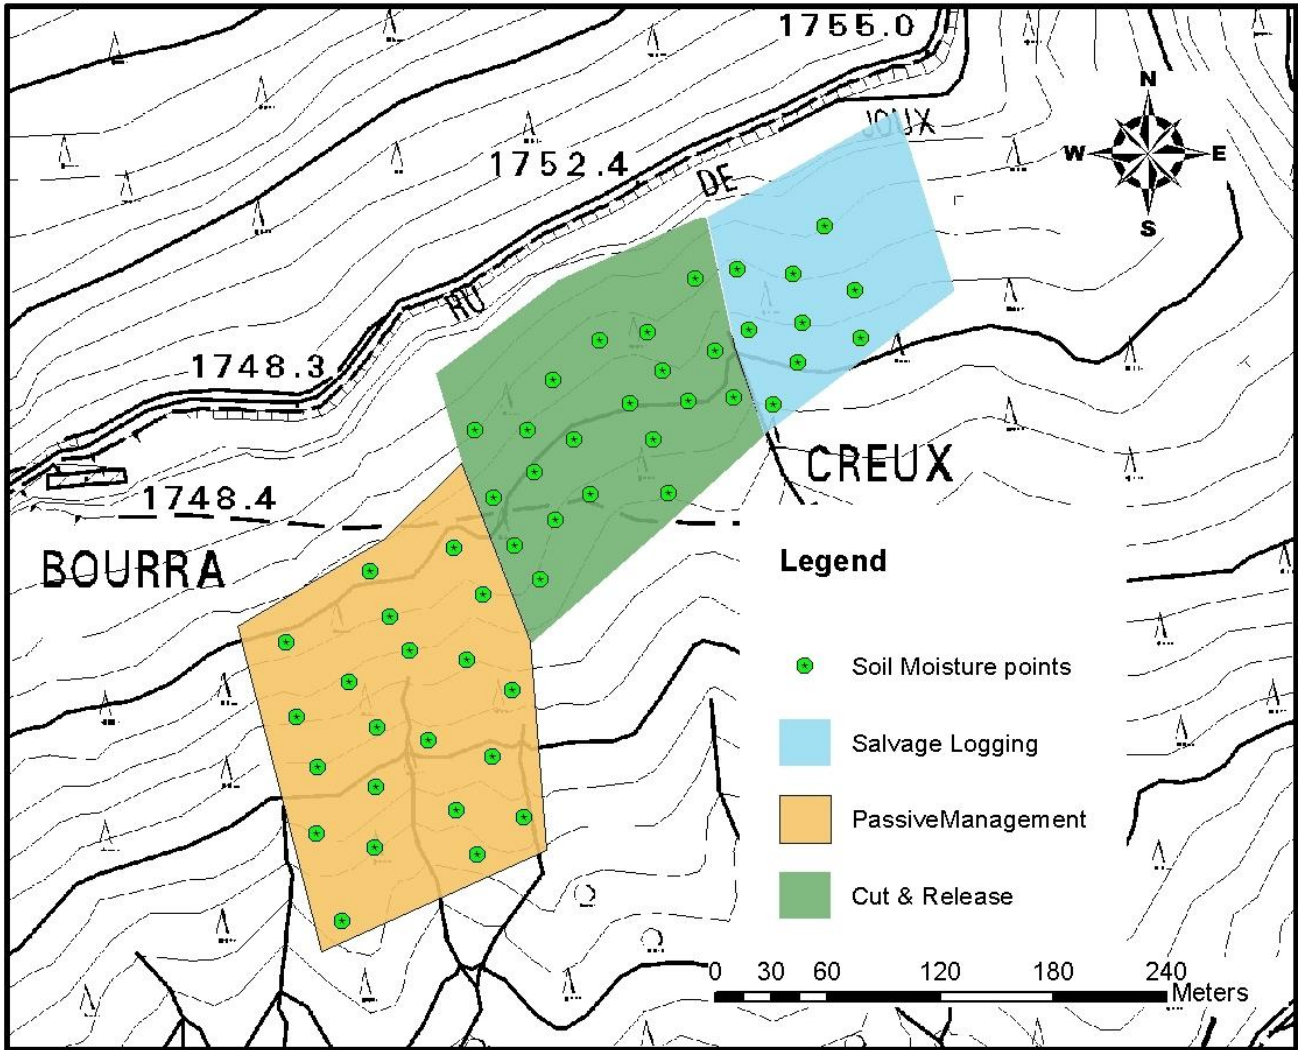 1755.0
N
JOUX
1752.4
W
E
DE
S
RU
1748.3
CREUX
1748.4
BOURRA
Legend
Soil Moisture points
Salvage Logging
PassiveManagement
Cut & Release
0 30 60 120 180 240
Meters